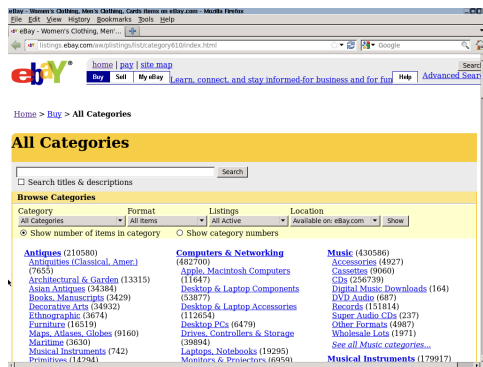 eBay - Women's Clothing, Men's Clothing, Cards items on eBay.com - Mozilla Firefox
File Edit View History Bookmarks Tools Help
eBay - Women's Clothing, Men'...
listings.ebay.com/aw/plistings/list/category610/index.html
Google
ebY®
home | pay | site map
Searc
Buy Sell My eBay Learn, connect, and stay informed-for business and for fun Help Advanced Sear
Home > Buy > All Categories
All Categories
Search
Search titles & descriptions
Browse Categories
Category Format Listings Location
All Categories All Items All Active Available on: eBay.com Show
Show number of items in category Show category numbers
Antiques (210580)
Antiquities (Classical, Amer.)
(7655)
Architectural & Garden (13315)
Asian Antiques (34384)
Books, Manuscripts (3429)
Decorative Arts (34932)
Ethnographic (3674)
Furniture (16519)
Maps, Atlases, Globes (9160)
Maritime (3630)
Musical Instruments (742)
Primitives (14294)
Computers & Networking
(482700)
Apple, Macintosh Computers
(11647)
Desktop & Laptop Components
(53877)
Desktop & Laptop Accessories
(112654)
Desktop PCs (6479)
Drives, Controllers & Storage
(39894)
Laptops, Notebooks (19295)
Monitors & Projectors (6959)
Music (430586)
Accessories (4927)
Cassettes (9060)
CDs (256739)
Digital Music Downloads (164)
DVD Audio (687)
Records (151814)
Super Audio CDs (237)
Other Formats (4987)
Wholesale Lots (1971)
See all Music categories...
Musical Instruments (179917)